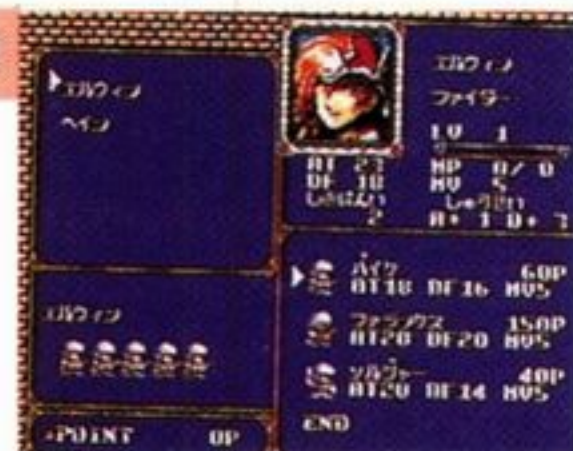 エルウィン
ヘイン
エルウィン
ファイター
LV 1
AT 23 MP 0/ 0
DF 18 MV 5
しきはんい しゅうせい
2 A+ 1 D+
パイク 60P
AT18 DF16 MV5
ファランクス 150P
AT20 DF20 MV5
ソルジャー 40P
AT20 DF14 MV5
END
エルウィン
POINT 0P